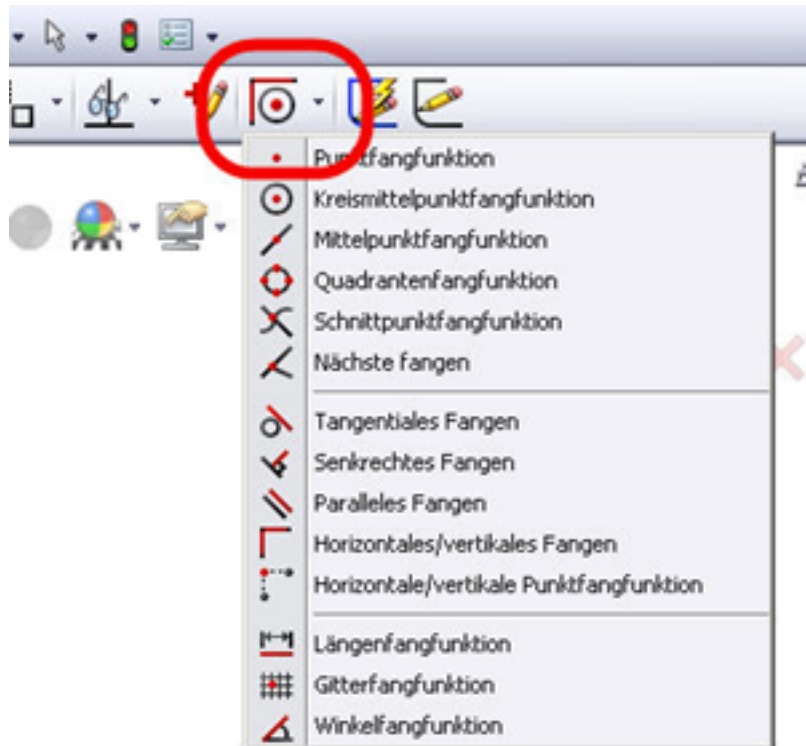 Punktfangfunktion
Kreismittelpunktfangfunktion
Mittelpunktfangfunktion
Quadrantenfangfunktion
Schnittpunktfangfunktion
Nächste fangen
Tangentiales Fangen
Senkrechtes Fangen
Paralleles Fangen
Horizontales/vertikales Fangen
Horizontale/vertikale Punktfangfunktion
Längenfangfunktion
Gitterfangfunktion
Winkelfangfunktion